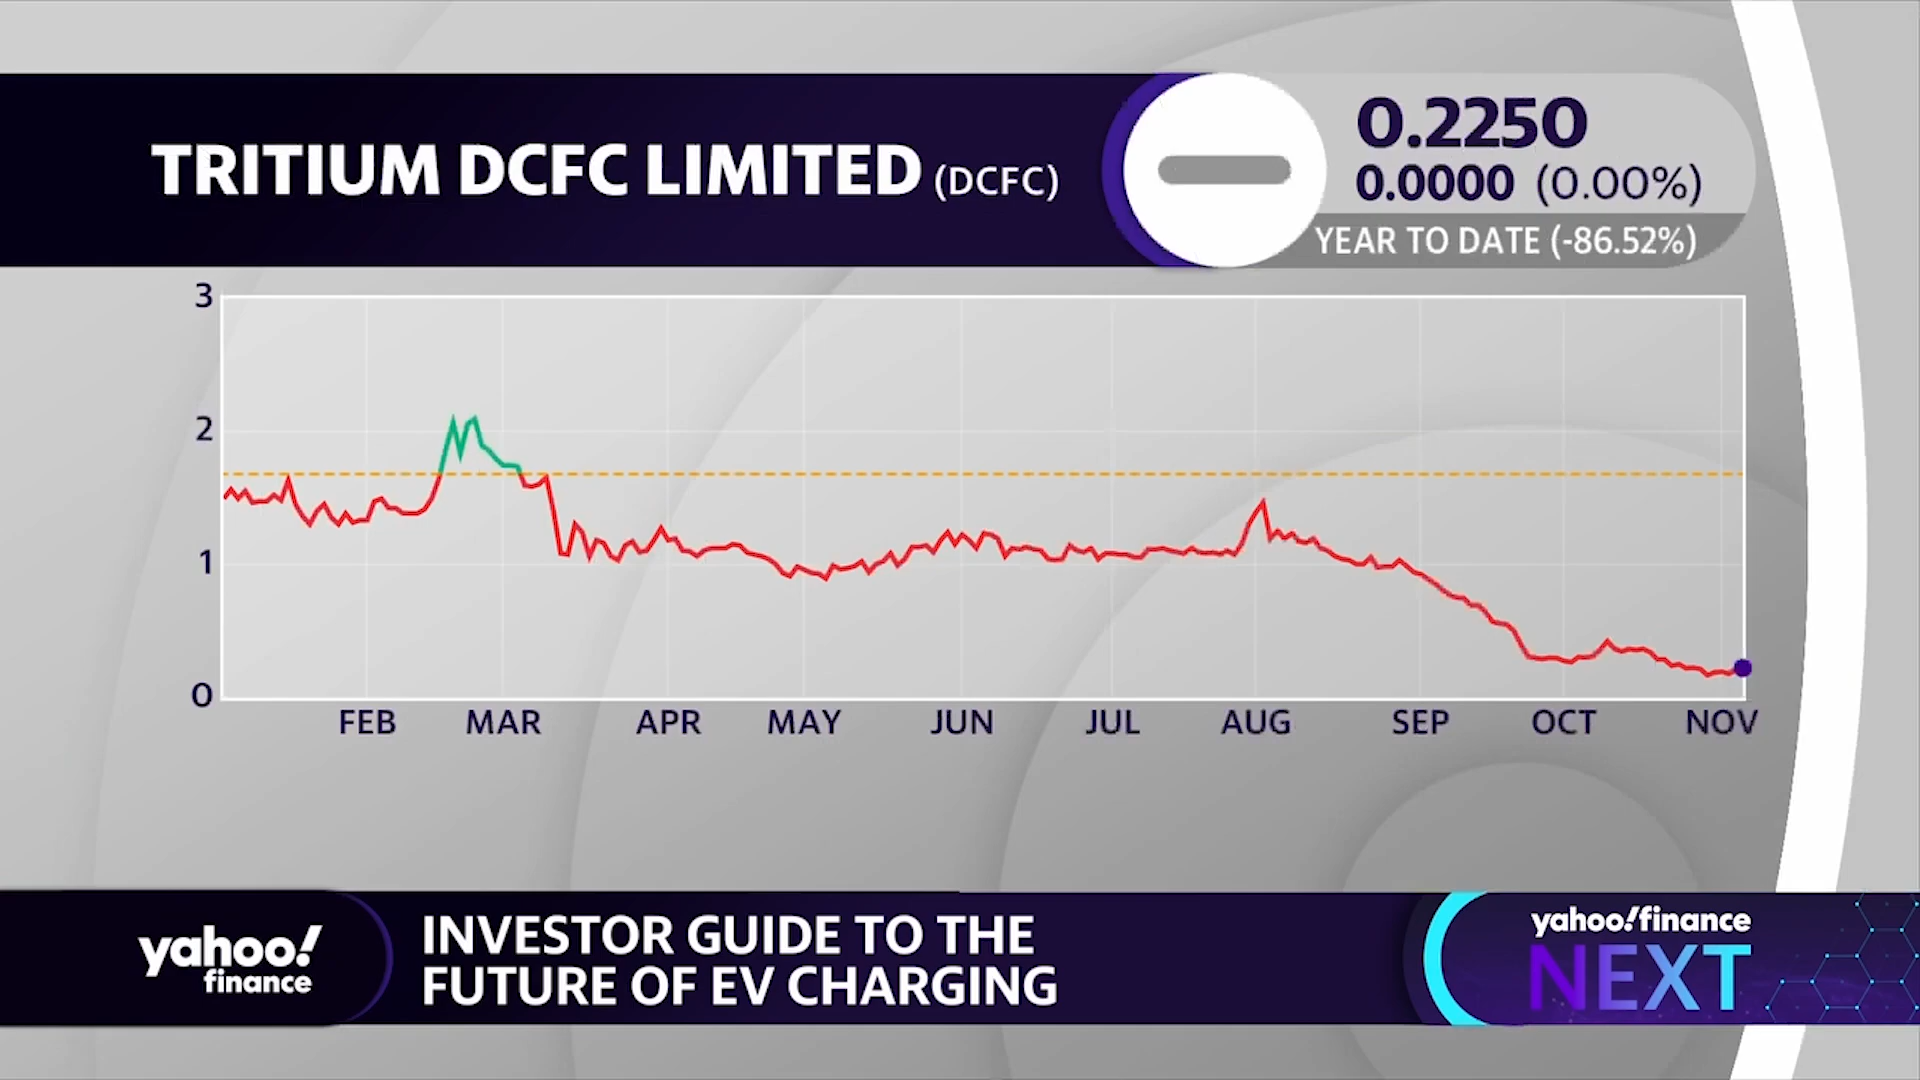 TRITIUM DCFC LIMITED (DCFC)
0.2250
0.0000 (0.00%)
YEAR TO DATE (-86.52%)
3
2
1
0
FEB MAR APR MAY JUN JUL AUG SEP OCT NOV
yahoo!
finance
INVESTOR GUIDE TO THE
FUTURE OF EV CHARGING
yahoo!finance
NEXT